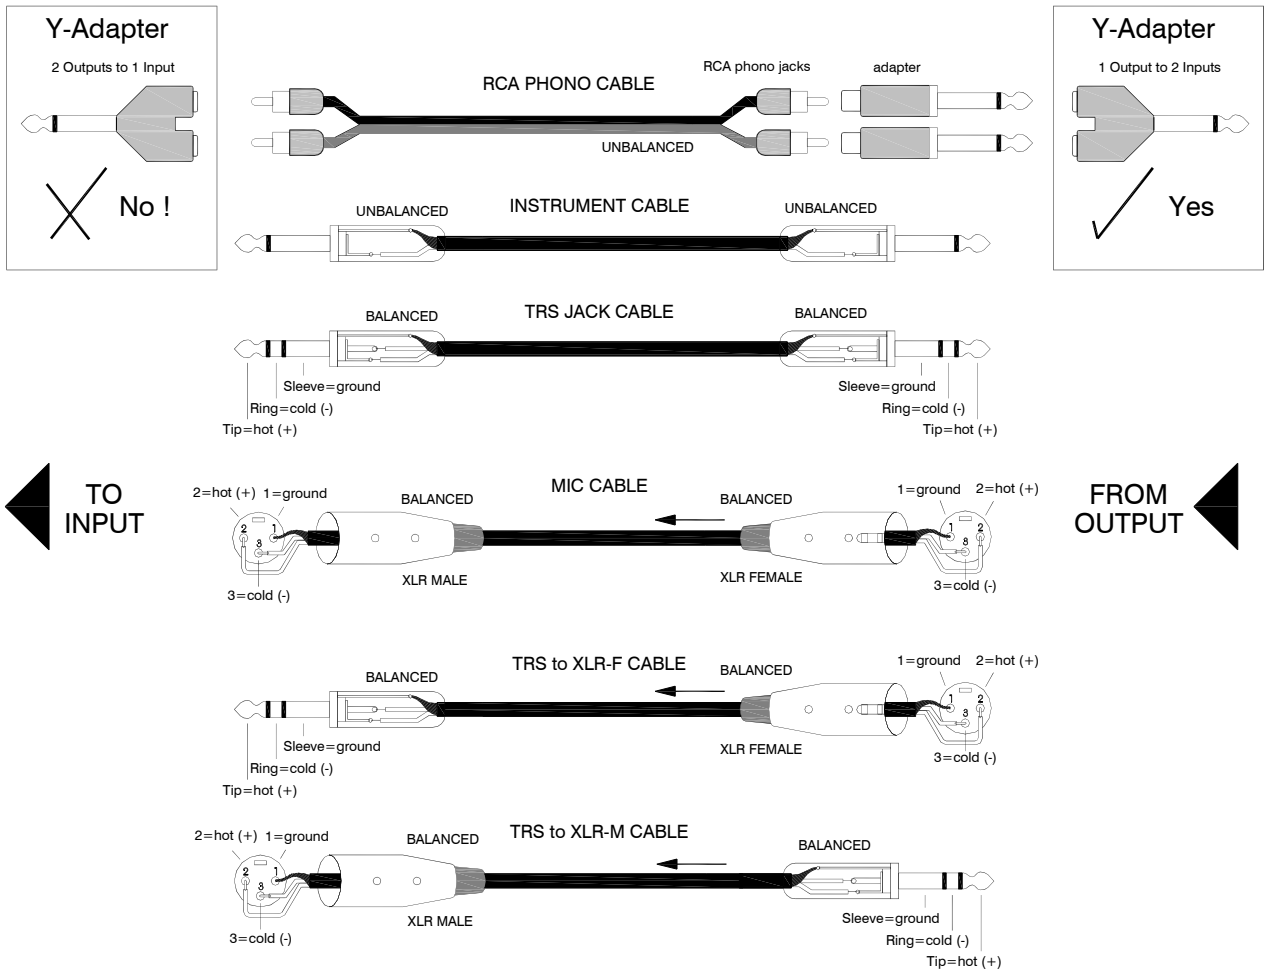 Y-Adapter
2 Outputs to 1 Input
No !
Y-Adapter
1 Output to 2 Inputs
Yes
RCA PHONO CABLE
RCA phono jacks
adapter
UNBALANCED
INSTRUMENT CABLE
UNBALANCED
UNBALANCED
TRS JACK CABLE
BALANCED
BALANCED
Sleeve=ground
Ring=cold (-)
Tip=hot (+)
Sleeve=ground
Ring=cold (-)
Tip=hot (+)
TO
INPUT
FROM
OUTPUT
MIC CABLE
2=hot (+)
1=ground
BALANCED
BALANCED
1=ground
2=hot (+)
2
1
3
1
2
3
XLR MALE
XLR FEMALE
3=cold (-)
3=cold (-)
TRS to XLR-F CABLE
BALANCED
BALANCED
1=ground
2=hot (+)
1
2
3
Sleeve=ground
Ring=cold (-)
Tip=hot (+)
XLR FEMALE
3=cold (-)
TRS to XLR-M CABLE
2=hot (+)
1=ground
BALANCED
BALANCED
2
1
3
XLR MALE
3=cold (-)
Sleeve=ground
Ring=cold (-)
Tip=hot (+)